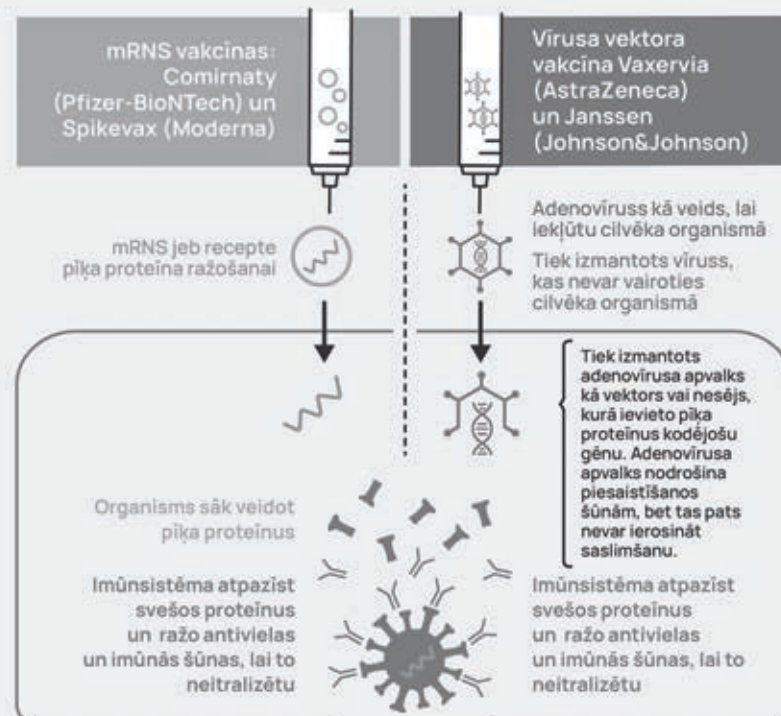 mRNS vakcīnas:
Comirnaty
(Pfizer-BioNTech) un
Spikevax (Moderna)
Vīrusa vektora
vakcīna Vaxervia
(AstraZeneca)
un Janssen
(Johnson&Johnson)
mRNS jeb recepte
pīķa proteīna ražošanai
Adenovīruss kā veids, lai
iekļūtu cilvēka organismā
Tiek izmantots vīruss,
kas nevar vairoties
cilvēka organismā
Tiek izmantots
adenovīrusa apvalks
kā vektors vai nesējs,
kurā ievieto pīķa
proteīnus kodējošu
gēnu. Adenovīrusa
apvalks nodrošina
piesaistīšanos
šūnām, bet tas pats
nevar ierosināt
saslimšanu.
Organisms sāk veidot
pīķa proteīnus
Imūnsistēma atpazīst
svešos proteīnus
un ražo antivielas
un imūnās šūnas, lai to
neitralizētu
Imūnsistēma atpazīst
svešos proteīnus
un ražo antivielas
un imūnās šūnas, lai to
neitralizētu